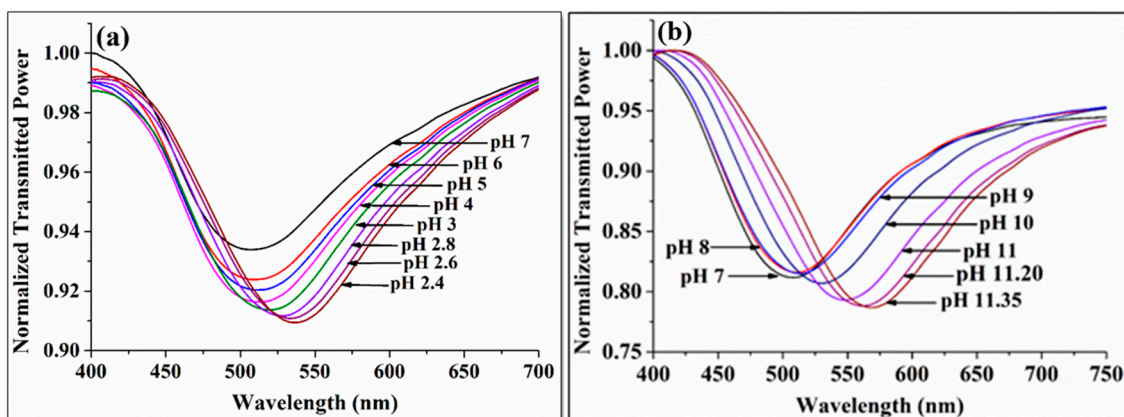 (a)
Normalized Transmitted Power
1.00
0.98
0.96
0.94
0.92
0.90
pH 7
pH 6
pH 5
pH 4
pH 3
pH 2.8
pH 2.6
pH 2.4
400 450 500 550 600 650 700
Wavelength (nm)
(b)
Normalized Transmitted Power
1.00
0.95
0.90
0.85
0.80
0.75
pH 9
pH 10
pH 8
pH 11
pH 7
pH 11.20
pH 11.35
400 450 500 550 600 650 700 750
Wavelength (nm)